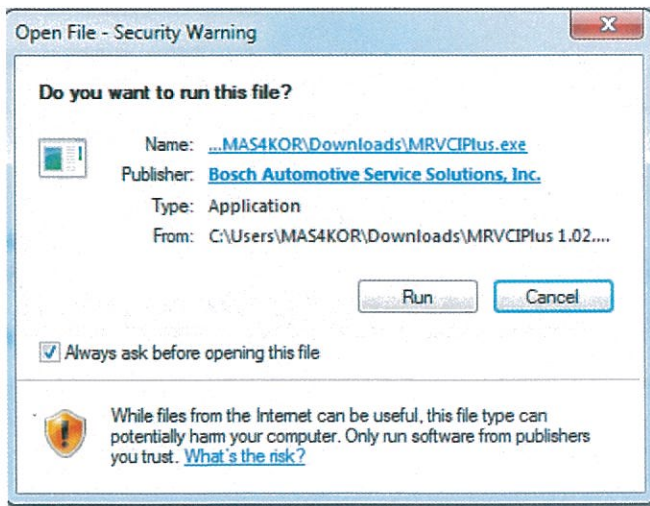 Open File - Security Warning
Do you want to run this file?
Name: ...MAS4KOR\Downloads\MRVCIPlus.exe
Publisher: Bosch Automotive Service Solutions, Inc.
Type: Application
From: C:\Users\MAS4KOR\Downloads\MRVCIPlus 1.02....
Run Cancel
Always ask before opening this file
While files from the Internet can be useful, this file type can
potentially harm your computer. Only run software from publishers
you trust. What's the risk?